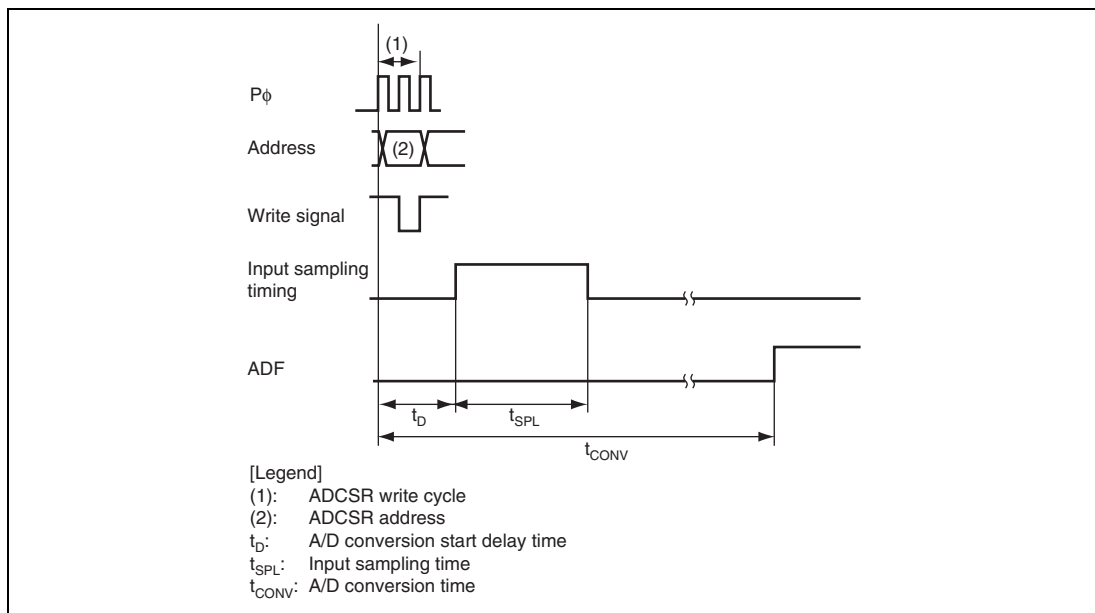 (1)
Pϕ
Address
(2)
Write signal
Input sampling
timing
ADF
tD
tSPL
tCONV
[Legend]
(1): ADCSR write cycle
(2): ADCSR address
tD: A/D conversion start delay time
tSPL: Input sampling time
tCONV: A/D conversion time